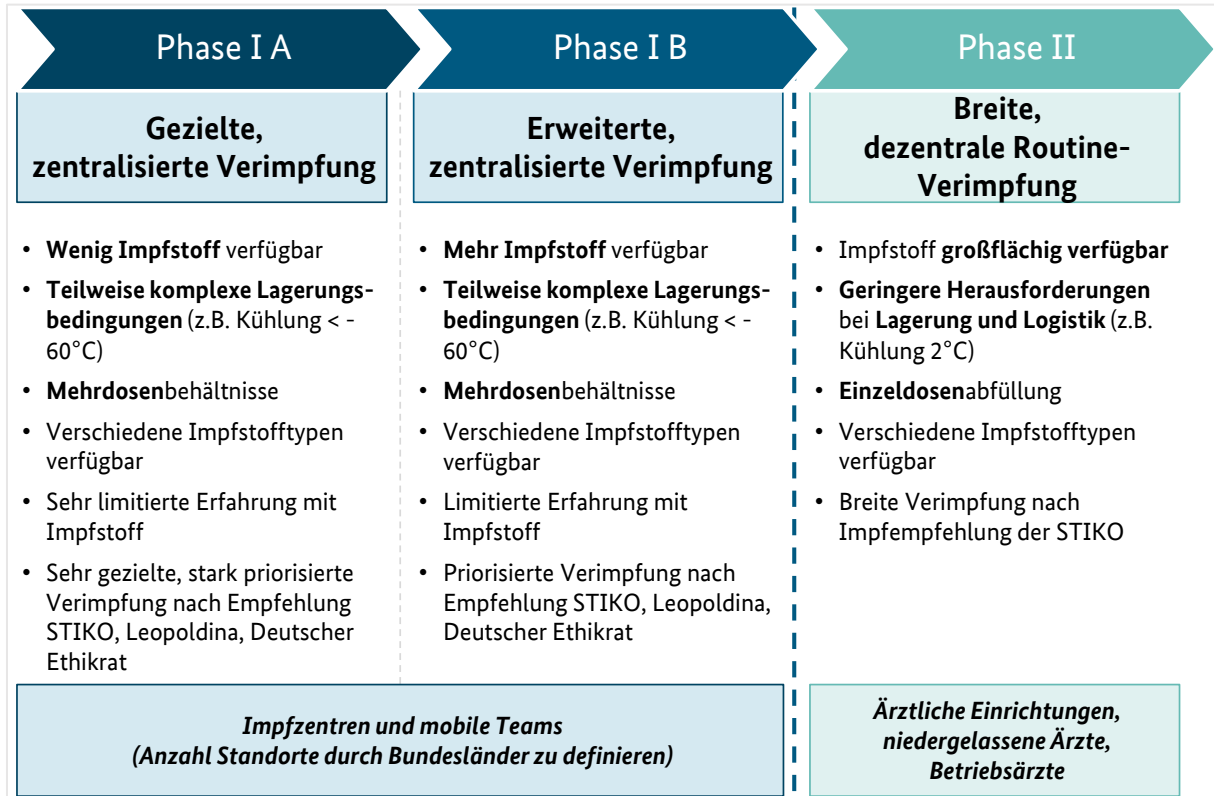 Phase I A
Phase I B
Phase II
Gezielte,
zentralisierte Verimpfung
Erweiterte,
zentralisierte Verimpfung
Breite,
dezentrale Routine-
Verimpfung
• Wenig Impfstoff verfügbar
• Teilweise komplexe Lagerungs-
bedingungen (z.B. Kühlung < -
60°C)
• Mehrdosenbehältnisse
• Verschiedene Impfstofftypen
verfügbar
• Sehr limitierte Erfahrung mit
Impfstoff
• Sehr gezielte, stark priorisierte
Verimpfung nach Empfehlung
STIKO, Leopoldina, Deutscher
Ethikrat
• Mehr Impfstoff verfügbar
• Teilweise komplexe Lagerungs-
bedingungen (z.B. Kühlung < -
60°C)
• Mehrdosenbehältnisse
• Verschiedene Impfstofftypen
verfügbar
• Limitierte Erfahrung mit
Impfstoff
• Priorisierte Verimpfung nach
Empfehlung STIKO, Leopoldina,
Deutscher Ethikrat
• Impfstoff großflächig verfügbar
• Geringere Herausforderungen
bei Lagerung und Logistik (z.B.
Kühlung 2°C)
• Einzeldosenabfüllung
• Verschiedene Impfstofftypen
verfügbar
• Breite Verimpfung nach
Impfempfehlung der STIKO
Impfzentren und mobile Teams
(Anzahl Standorte durch Bundesländer zu definieren)
Ärztliche Einrichtungen,
niedergelassene Ärzte,
Betriebsärzte